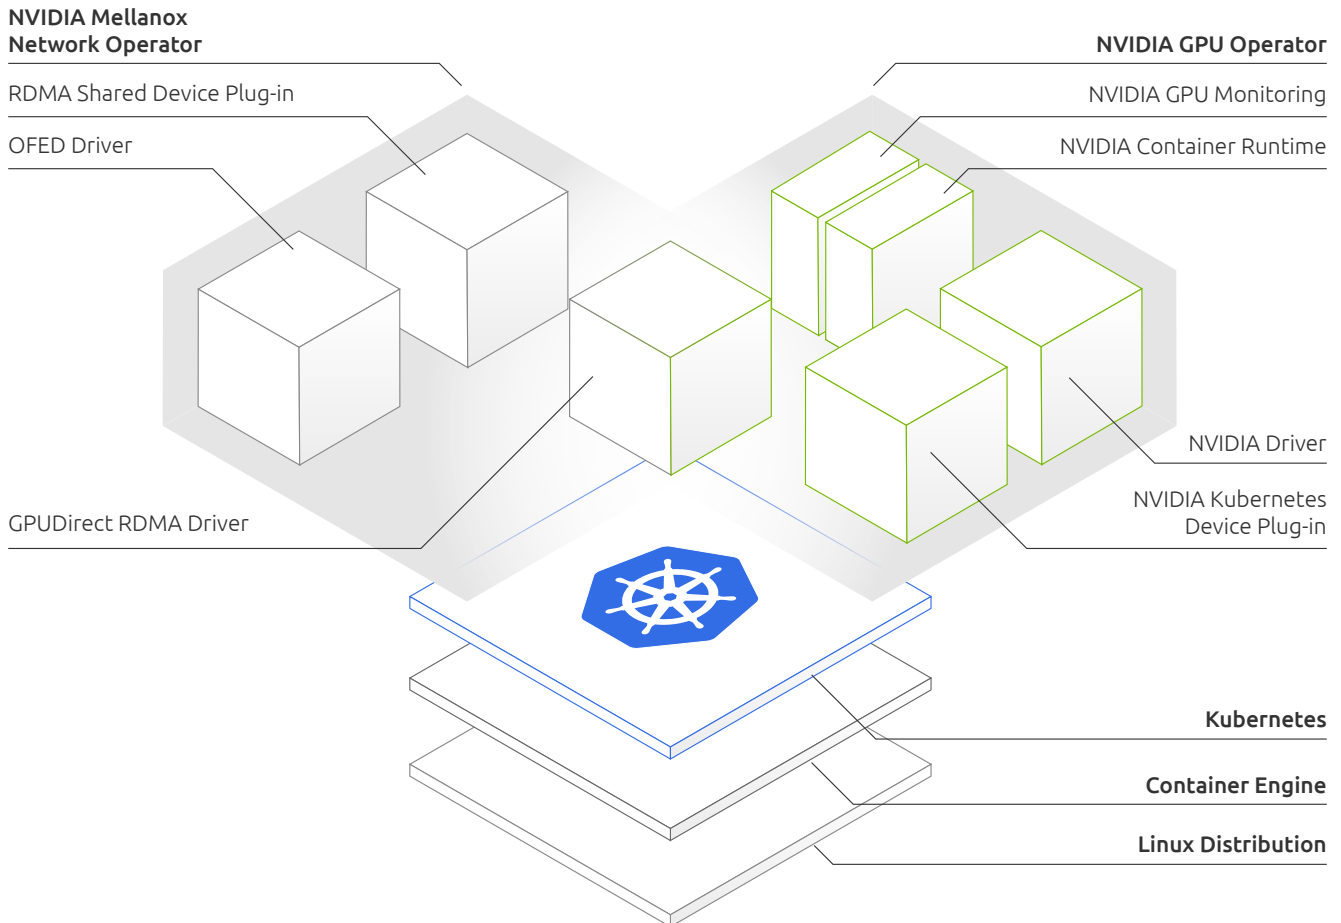 NVIDIA Mellanox
Network Operator
RDMA Shared Device Plug-in
OFED Driver
GPUDirect RDMA Driver
NVIDIA GPU Operator
NVIDIA GPU Monitoring
NVIDIA Container Runtime
NVIDIA Driver
NVIDIA Kubernetes
Device Plug-in
Kubernetes
Container Engine
Linux Distribution